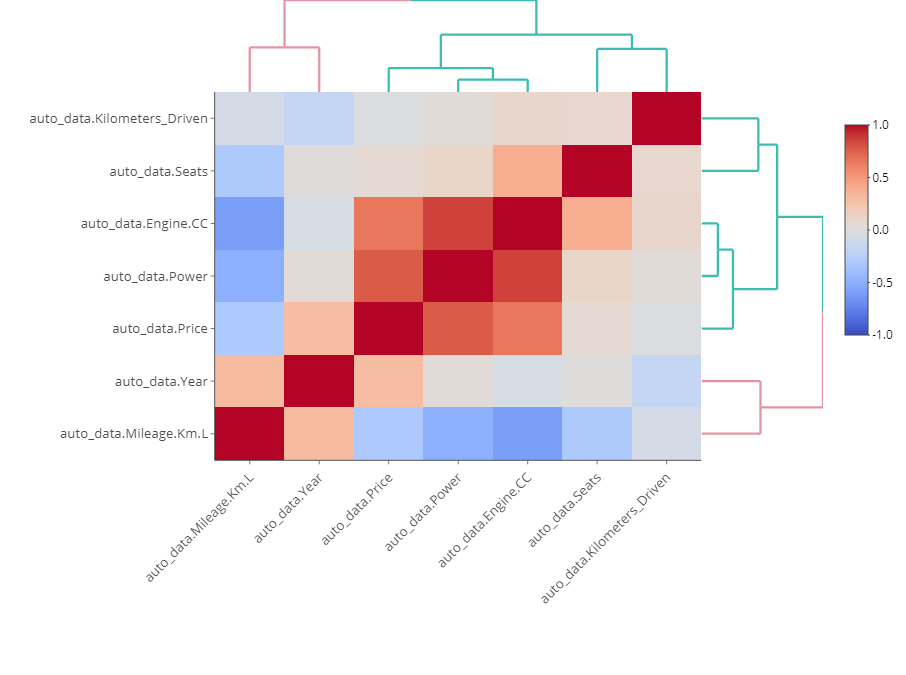 auto_data.Kilometers_Driven
auto_data.Seats
auto_data.Engine.CC
auto_data.Power
auto_data.Price
auto_data.Year
auto_data.Mileage.Km.L
1.0
0.5
0.0
-0.5
-1.0
auto_data.Mileage.Km.L
auto_data.Year
auto_data.Price
auto_data.Power
auto_data.Engine.CC
auto_data.Seats
auto_data.Kilometers_Driven